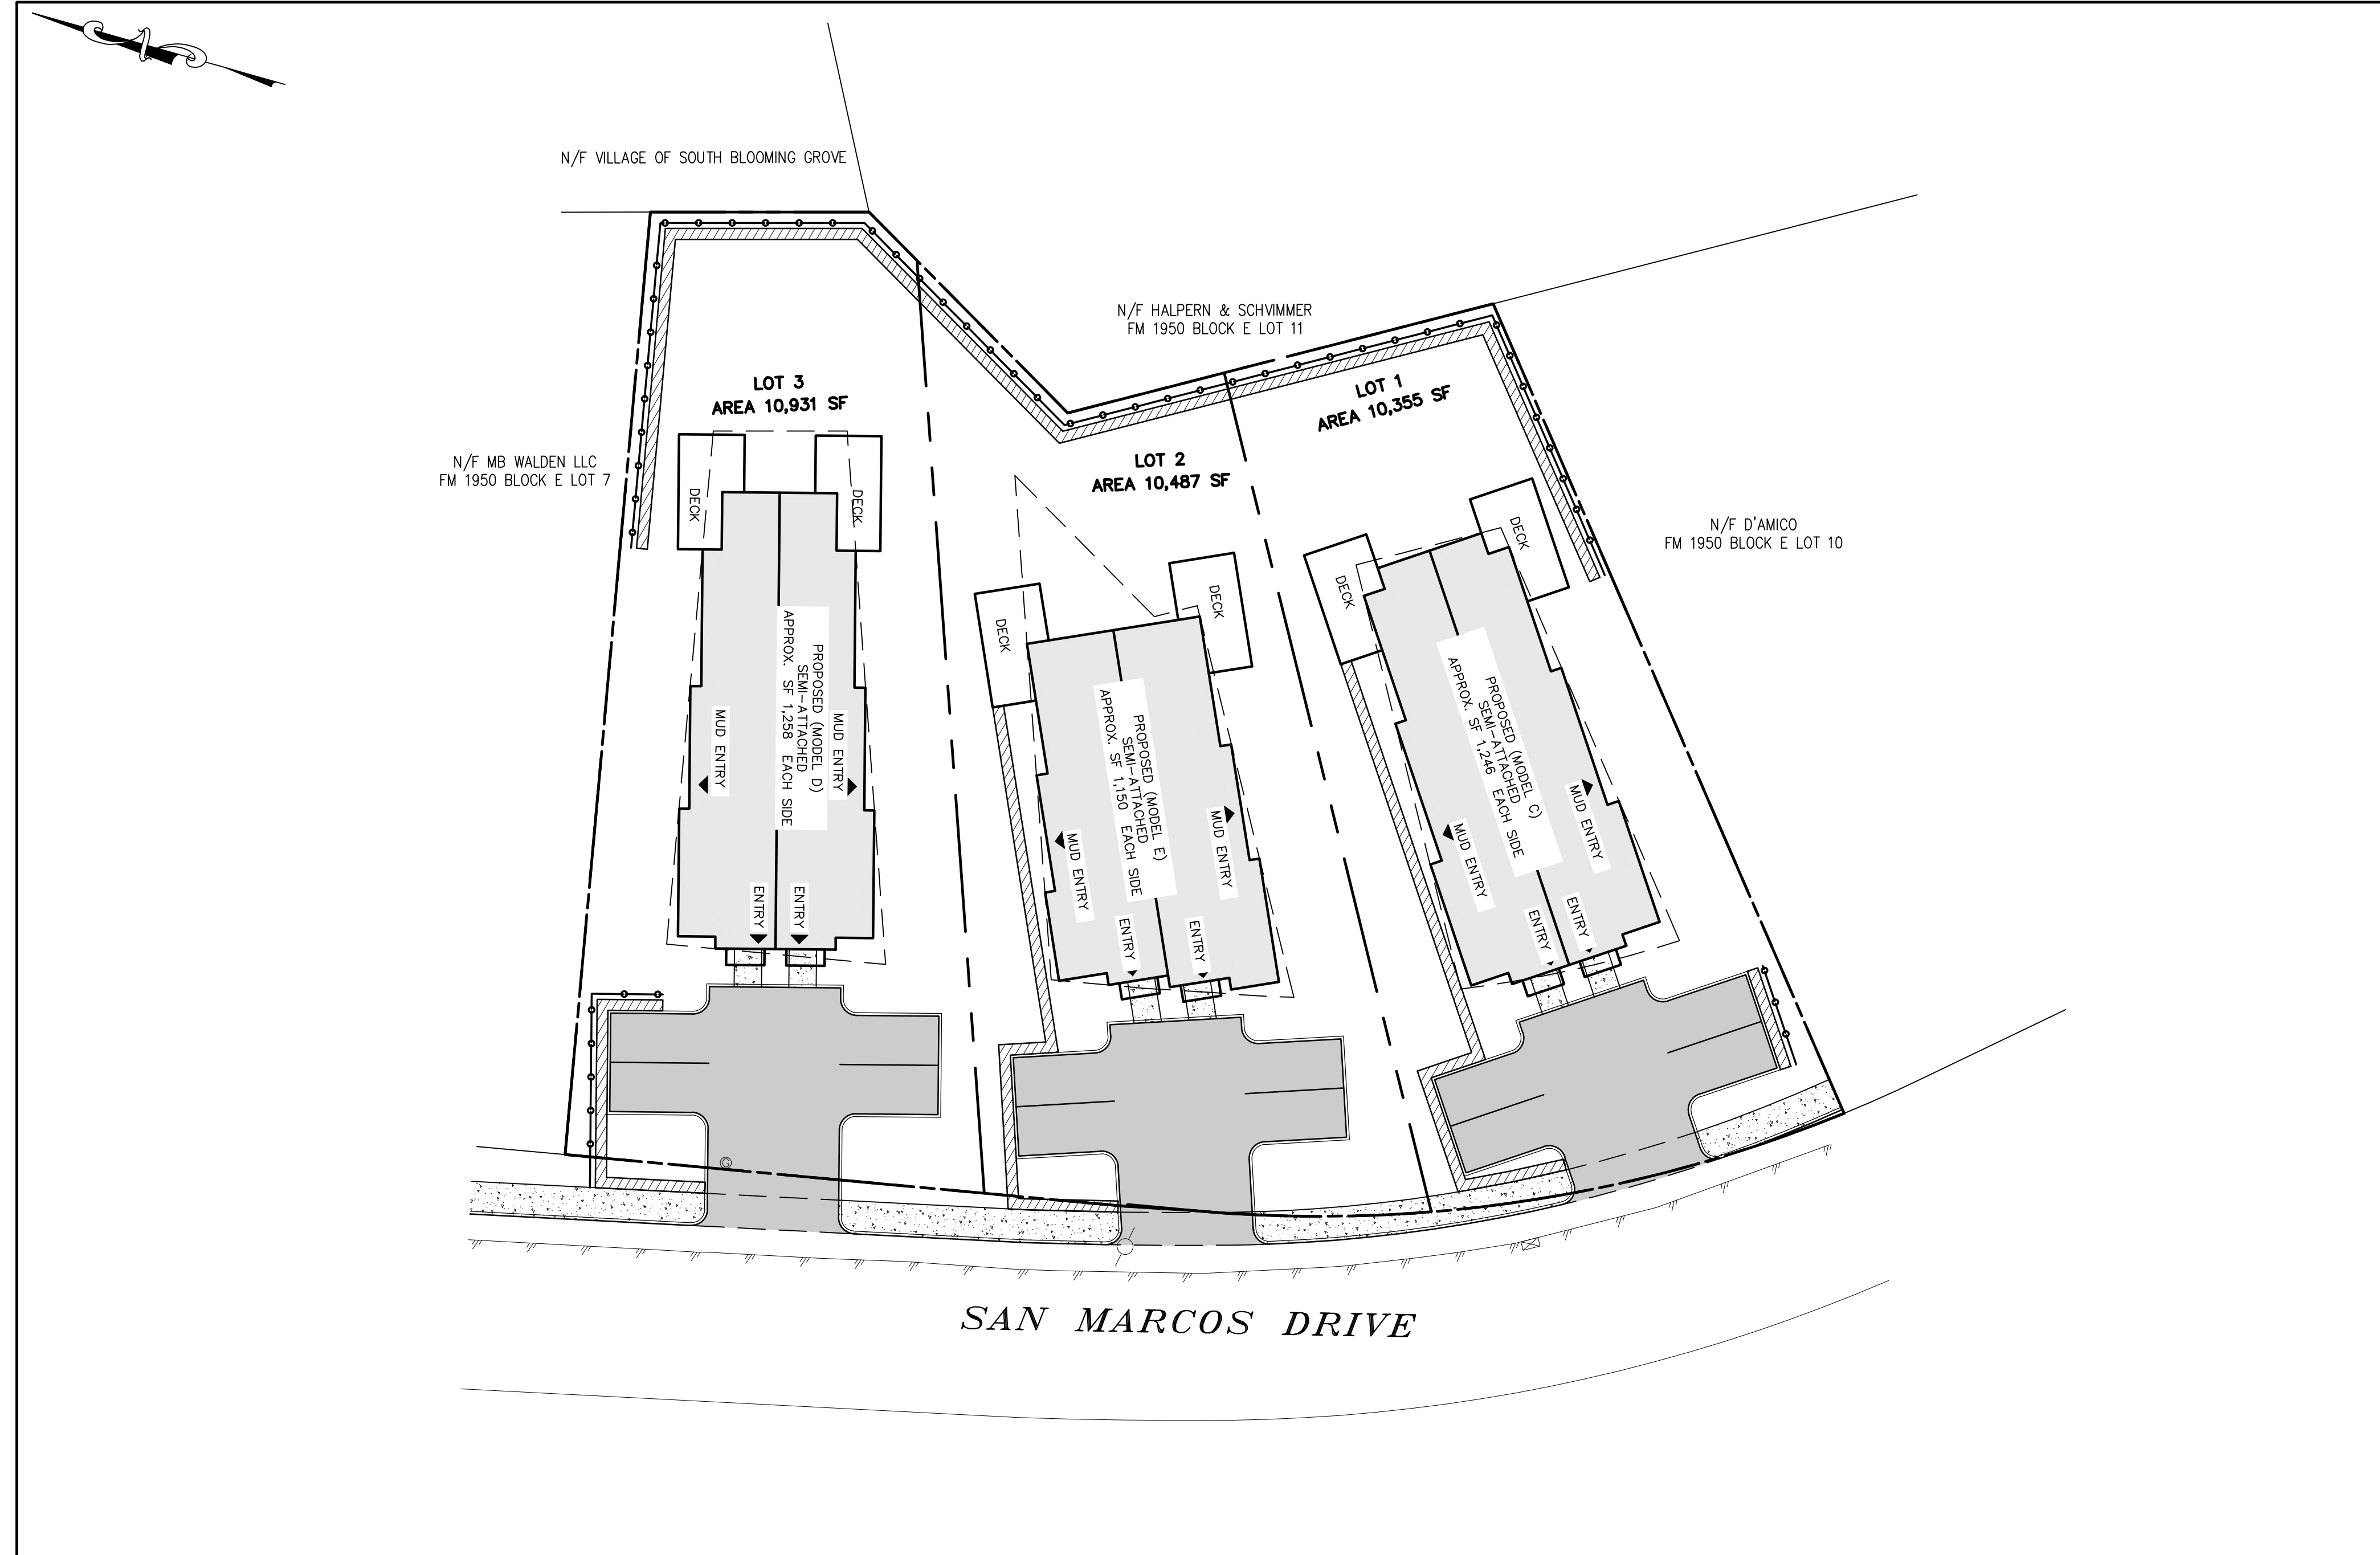 N/F VILLAGE OF SOUTH BLOOMING GROVE
N/F HALPERN & SCHVIMMER
FM 1950 BLOCK E LOT 11
LOT 3
AREA 10,931 SF
LOT 1
AREA 10,355 SF
LOT 2
AREA 10,487 SF
N/F MB WALDEN LLC
FM 1950 BLOCK E LOT 7
N/F D'AMICO
FM 1950 BLOCK E LOT 10
DECK
DECK
PROPOSED (MODEL D)
SEMI-ATTACHED
APPROX. SF 1,258 EACH SIDE
MUD ENTRY
MUD ENTRY
ENTRY
ENTRY
DECK
DECK
PROPOSED (MODEL E)
SEMI-ATTACHED
APPROX. SF 1,150 EACH SIDE
MUD ENTRY
MUD ENTRY
ENTRY
ENTRY
DECK
DECK
PROPOSED (MODEL C)
SEMI-ATTACHED
APPROX. SF 1,246 EACH SIDE
MUD ENTRY
MUD ENTRY
ENTRY
ENTRY
G
SAN MARCOS DRIVE